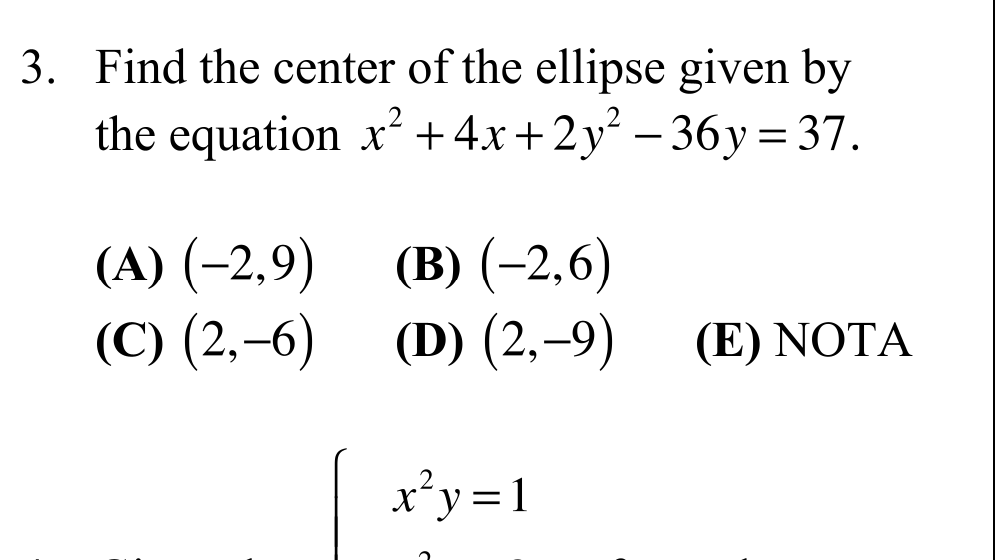 3. Find the center of the ellipse given by
the equation x² + 4x + 2y² − 36y = 37.
(A) (−2,9) (B) (−2,6)
(C) (2,−6) (D) (2,−9) (E) NOTA
x²y = 1